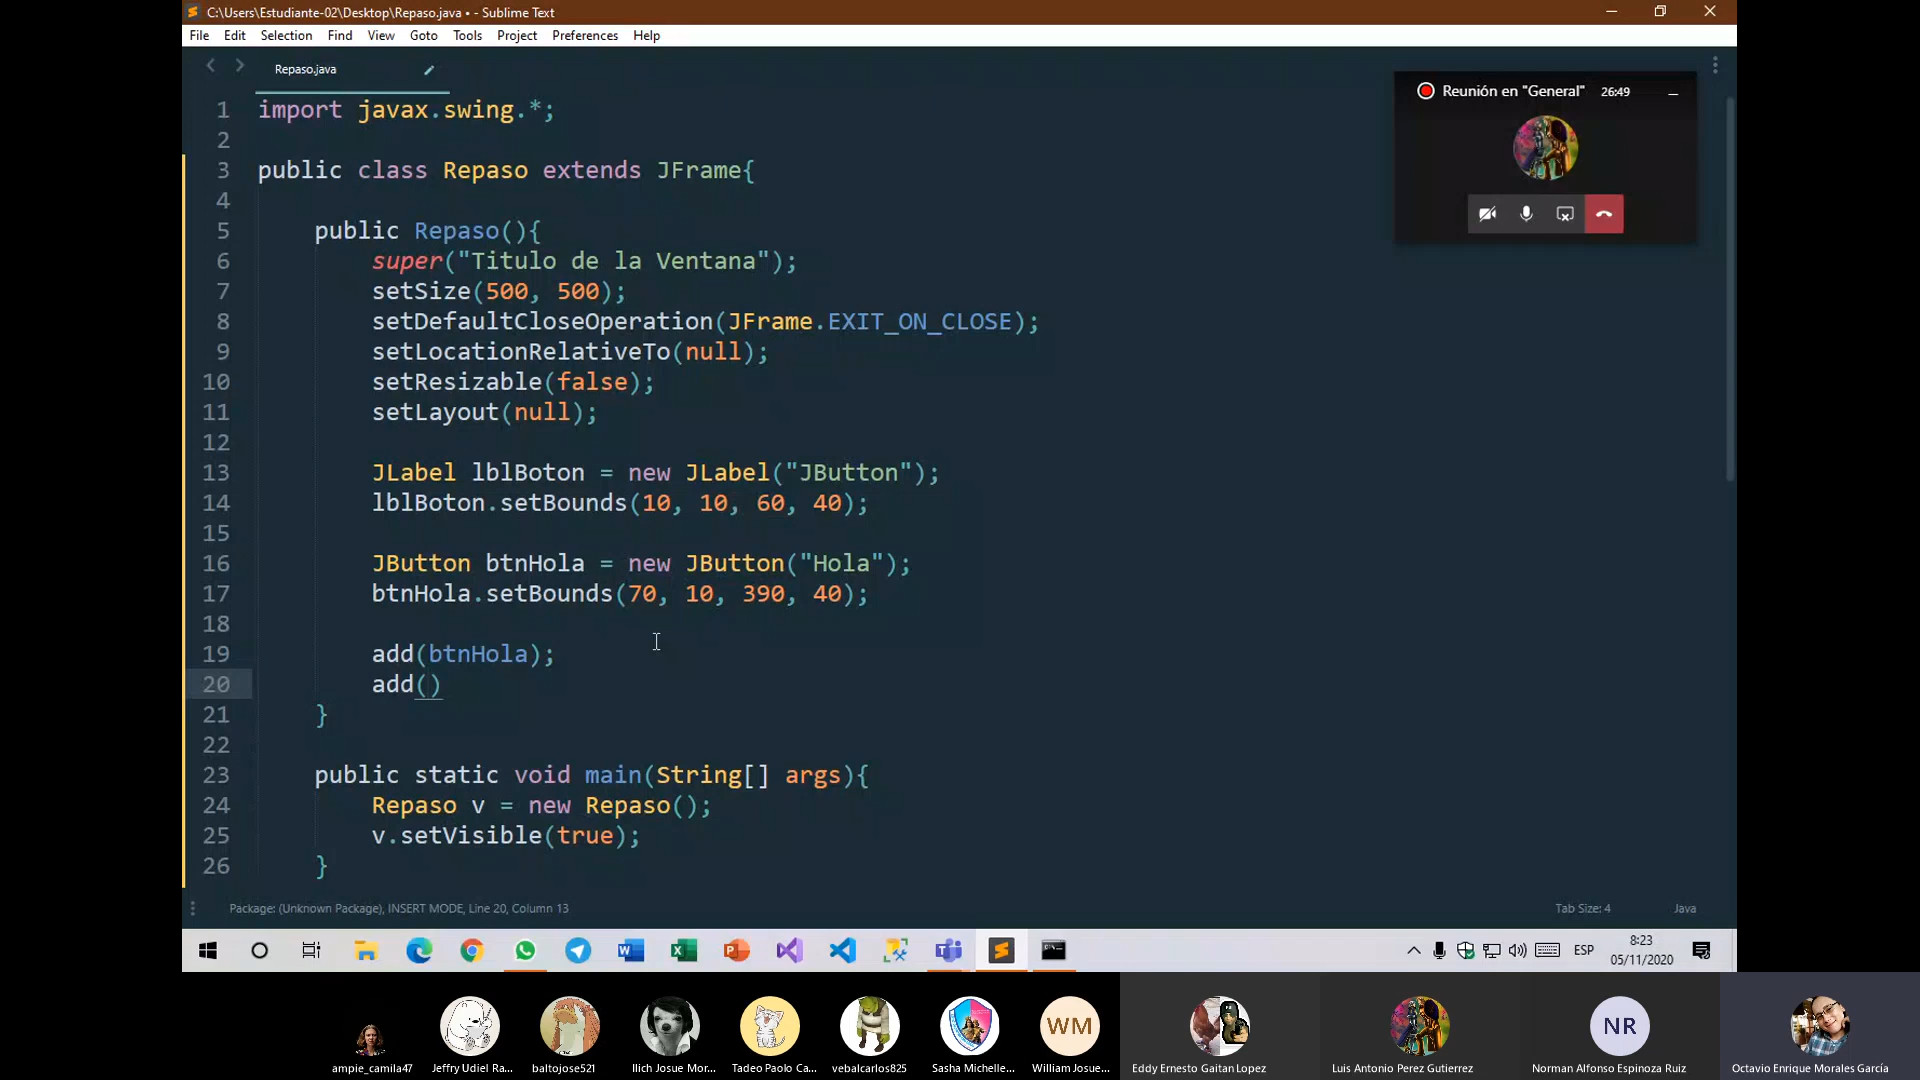 C:\Users\Estudiante-02\Desktop\Repaso.java • - Sublime Text
File Edit Selection Find View Goto Tools Project Preferences Help
Repaso.java
Reunión en "General" 26:49
1 import javax.swing.*;
2
3 public class Repaso extends JFrame{
4
5 public Repaso(){
6 super("Titulo de la Ventana");
7 setSize(500, 500);
8 setDefaultCloseOperation(JFrame.EXIT_ON_CLOSE);
9 setLocationRelativeTo(null);
10 setResizable(false);
11 setLayout(null);
12
13 JLabel lblBoton = new JLabel("JButton");
14 lblBoton.setBounds(10, 10, 60, 40);
15
16 JButton btnHola = new JButton("Hola");
17 btnHola.setBounds(70, 10, 390, 40);
18
19 add(btnHola);
20 add()
21 }
22
23 public static void main(String[] args){
24 Repaso v = new Repaso();
25 v.setVisible(true);
26 }
Package: (Unknown Package), INSERT MODE, Line 20, Column 13 Tab Size: 4 Java
ESP 8:23
05/11/2020
WM NR
ampie_camila47 Jeffry Udiel Ra... baltojose521 Ilich Josue Mor... Tadeo Paolo Ca... vebalcarlos825 Sasha Michelle... William Josue... Eddy Ernesto Gaitan Lopez Luis Antonio Perez Gutierrez Norman Alfonso Espinoza Ruiz Octavio Enrique Morales García